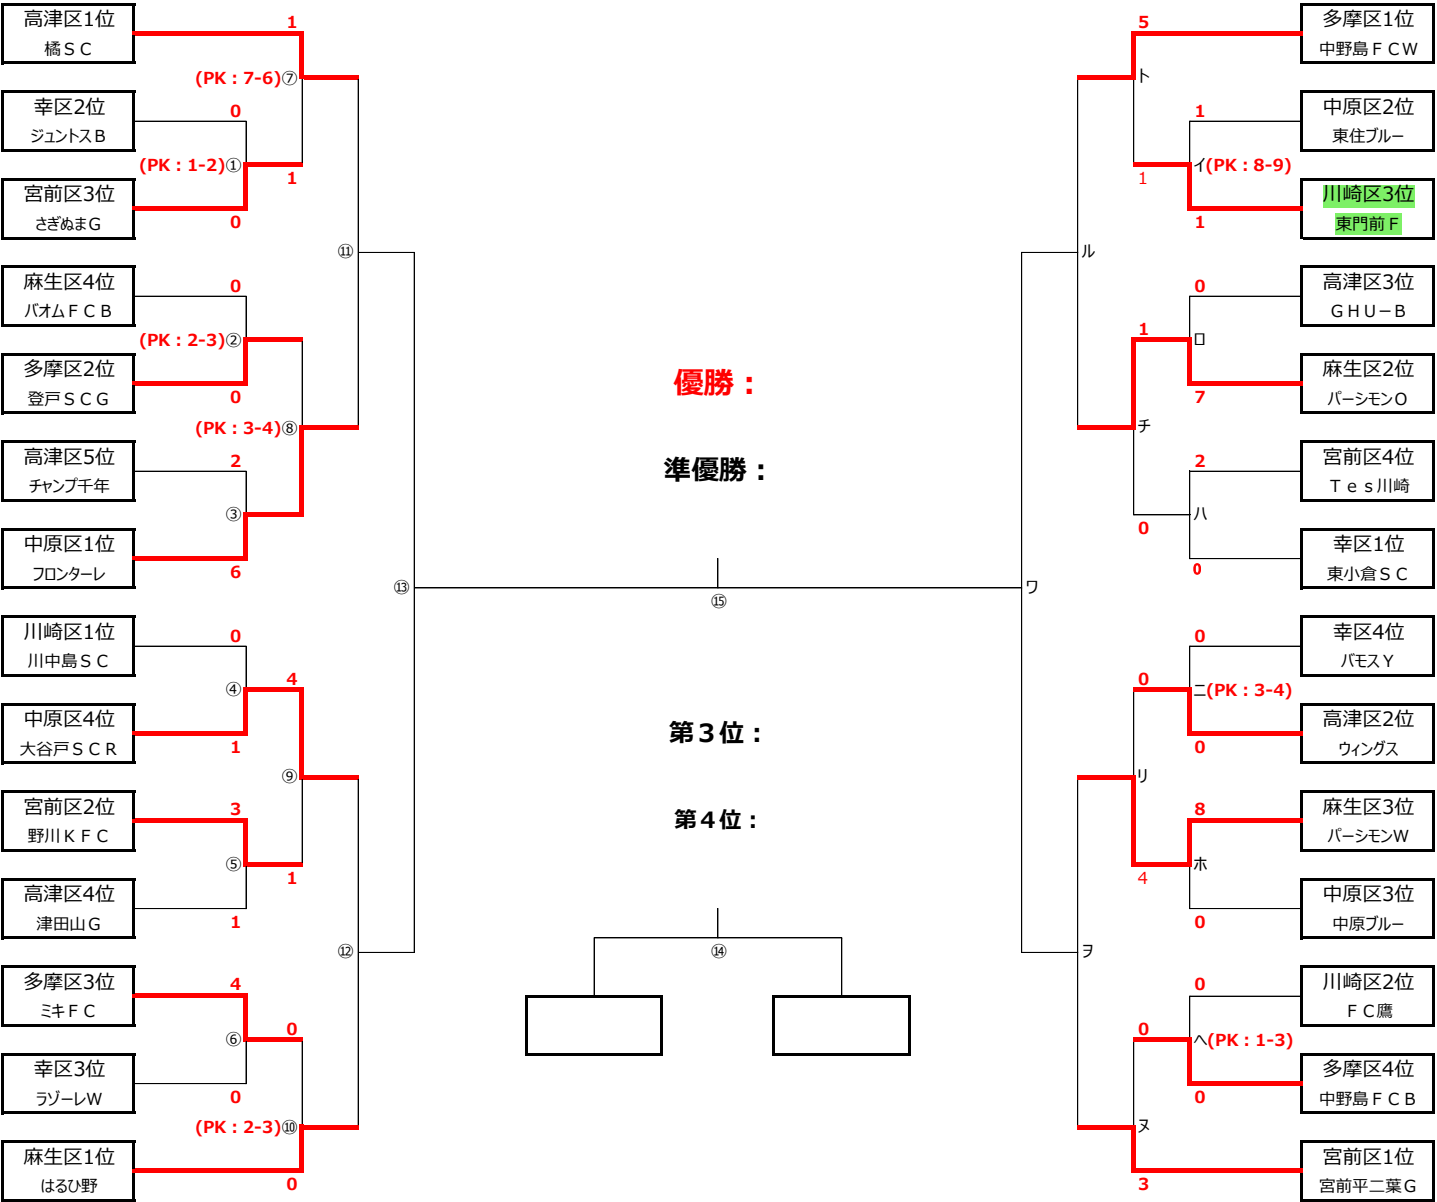 高津区1位
橘ＳＣ
1
(PK：7-6)⑦
幸区2位
ジュントスＢ
0
(PK：1-2)①
1
宮前区3位
さぎぬまＧ
0
⑪
麻生区4位
バオムＦＣＢ
0
(PK：2-3)②
多摩区2位
登戸ＳＣＧ
0
(PK：3-4)⑧
高津区5位
チャンプ千年
2
③
中原区1位
フロンターレ
6
⑬
川崎区1位
川中島ＳＣ
0
④
4
中原区4位
大谷戸ＳＣＲ
1
⑨
宮前区2位
野川ＫＦＣ
3
⑤
1
高津区4位
津田山Ｇ
1
⑫
多摩区3位
ミキＦＣ
4
⑥
0
幸区3位
ラゾーレW
0
(PK：2-3)⑩
麻生区1位
はるひ野
0
優勝：
準優勝：
⑮
第３位：
第４位：
⑭
多摩区1位
中野島ＦＣＷ
5
ト
中原区2位
東住ブルー
1
イ(PK：8-9)
1
川崎区3位
東門前Ｆ
1
ル
高津区3位
ＧＨＵ－Ｂ
0
1
ロ
麻生区2位
パーシモンＯ
7
チ
宮前区4位
Ｔｅｓ川崎
2
ハ
0
幸区1位
東小倉ＳＣ
0
ワ
幸区4位
バモスＹ
0
0
ニ(PK：3-4)
高津区2位
ウィングス
0
リ
麻生区3位
パーシモンＷ
8
ホ
4
中原区3位
中原ブルー
0
ヲ
川崎区2位
ＦＣ鷹
0
0
ヘ(PK：1-3)
多摩区4位
中野島ＦＣＢ
0
ヌ
宮前区1位
宮前平二葉Ｇ
3